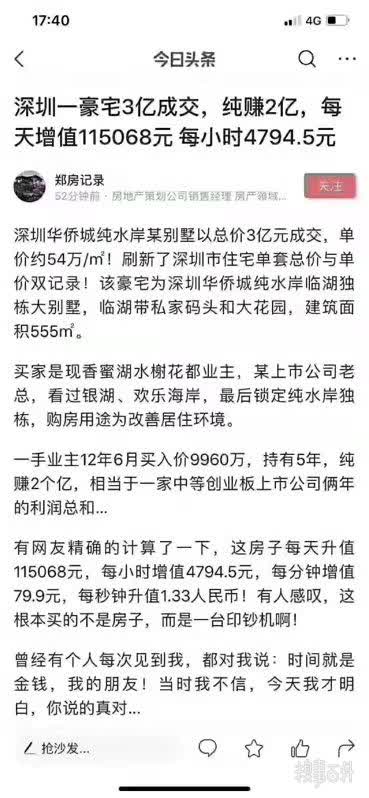 17:40
4G
今日头条
深圳一豪宅3亿成交，纯赚2亿，每
天增值115068元 每小时4794.5元
郑房记录
关注
52分钟前 · 房地产策划公司销售经理 房产领域...
深圳华侨城纯水岸某别墅以总价3亿元成交，单
价约54万/㎡！刷新了深圳市住宅单套总价与单
价双记录！该豪宅为深圳华侨城纯水岸临湖独
栋大别墅，临湖带私家码头和大花园，建筑面
积555㎡。
买家是现香蜜湖水榭花都业主，某上市公司老
总，看过银湖、欢乐海岸，最后锁定纯水岸独
栋，购房用途为改善居住环境。
一手业主12年6月买入价9960万，持有5年，纯
赚2个亿，相当于一家中等创业板上市公司俩年
的利润总和...
有网友精确的计算了一下，这房子每天升值
115068元，每小时增值4794.5元，每分钟增值
79.9元，每秒钟升值1.33人民币！有人感叹，这
根本买的不是房子，而是一台印钞机啊！
曾经有个人每次见到我，都对我说：时间就是
金钱，我的朋友！当时我不信，今天我才明
白，你说的真对...
抢沙发...